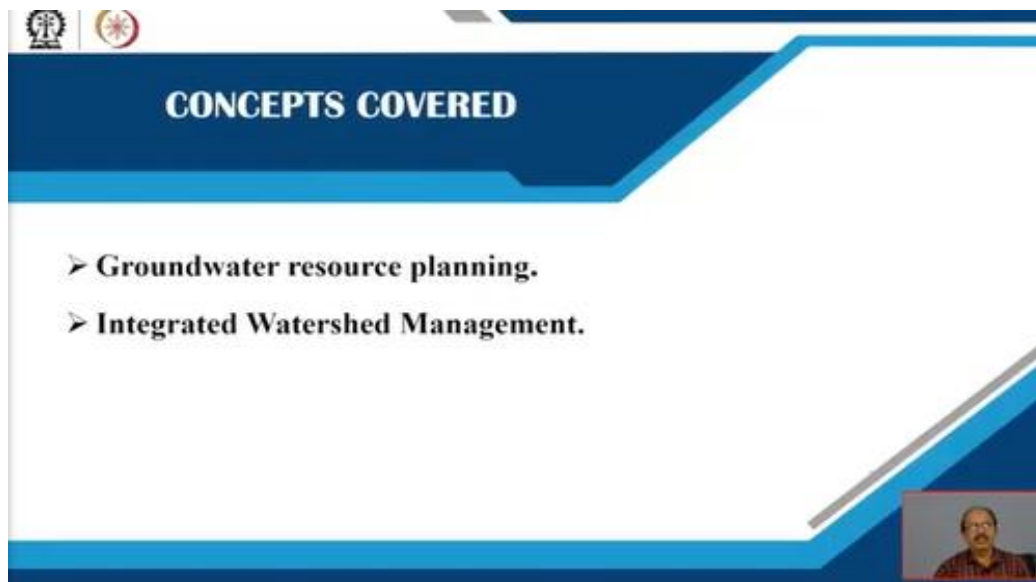 CONCEPTS COVERED
➢ Groundwater resource planning.
➢ Integrated Watershed Management.